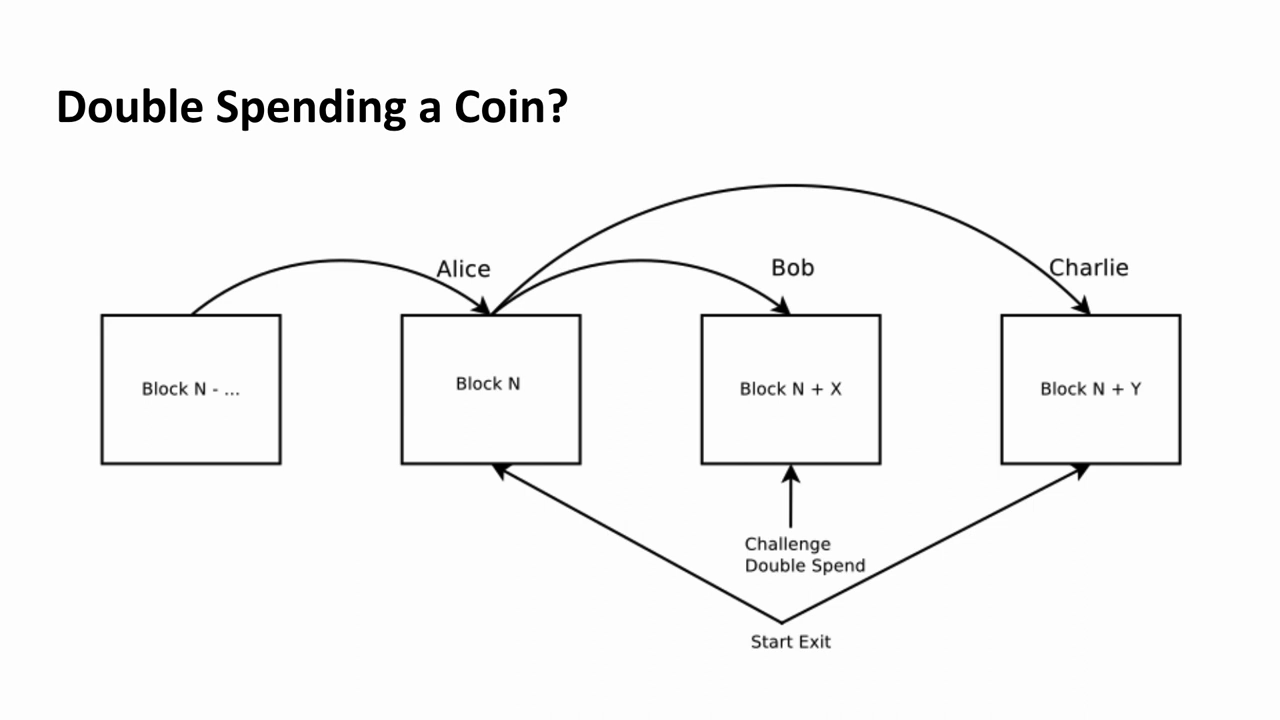 Double Spending a Coin?
Alice
Bob
Charlie
Block N - ...
Block N
Block N + X
Block N + Y
Challenge
Double Spend
Start Exit